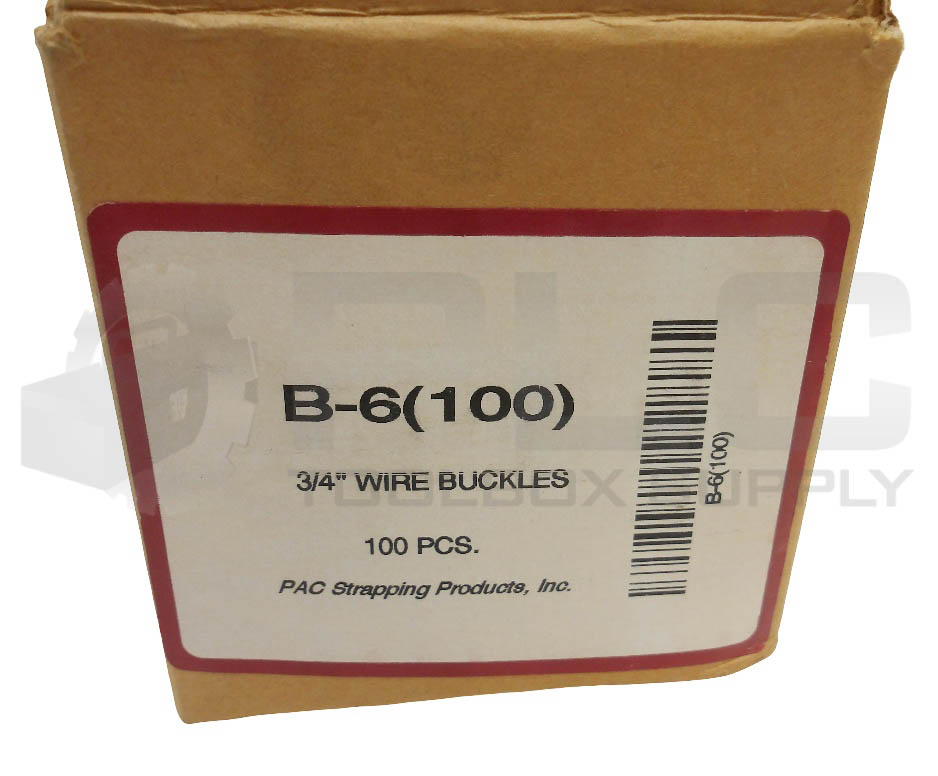 B-6(100)
3/4" WIRE BUCKLES
100 PCS.
PAC Strapping Products, Inc.
B-6(100)
PLC
TOOLBOX SUPPLY